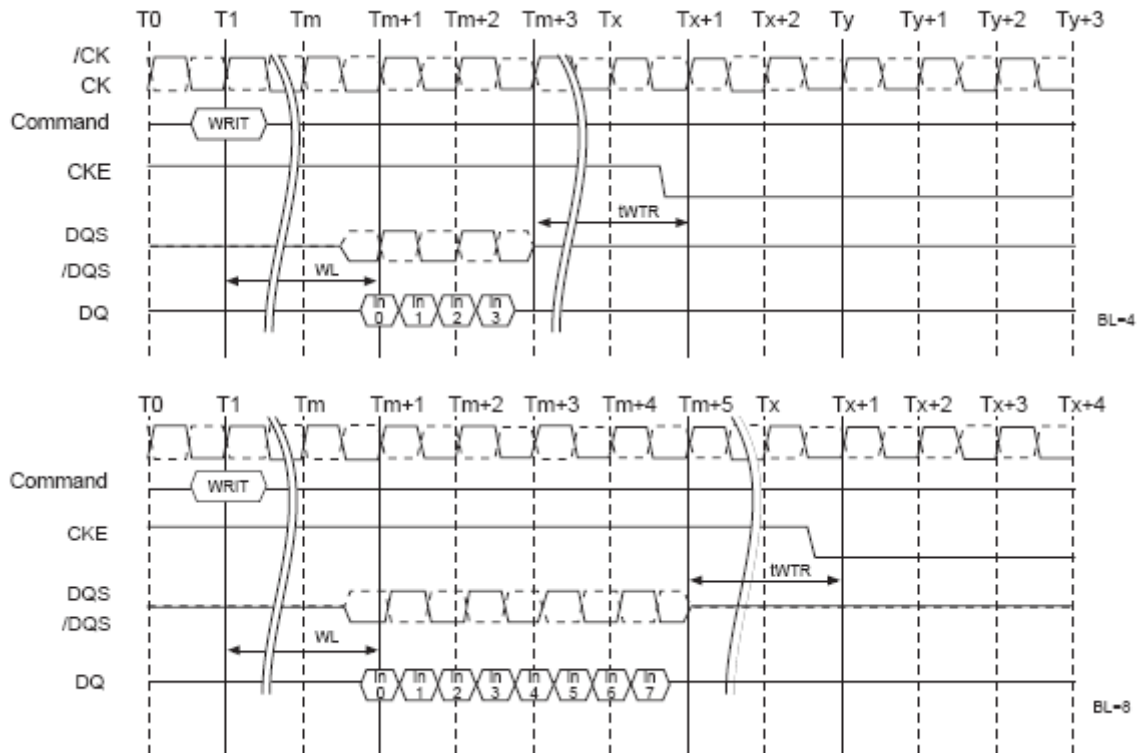 T0 T1 Tm Tm+1 Tm+2 Tm+3 Tx Tx+1 Tx+2 Ty Ty+1 Ty+2 Ty+3
/CK
CK
Command WRIT
CKE
tWTR
DQS
/DQS WL
DQ In 0 In 1 In 2 In 3
BL=4
T0 T1 Tm Tm+1 Tm+2 Tm+3 Tm+4 Tm+5 Tx Tx+1 Tx+2 Tx+3 Tx+4
Command WRIT
CKE
tWTR
DQS
/DQS
WL
DQ In 0 In 1 In 2 In 3 In 4 In 5 In 6 In 7
BL=8